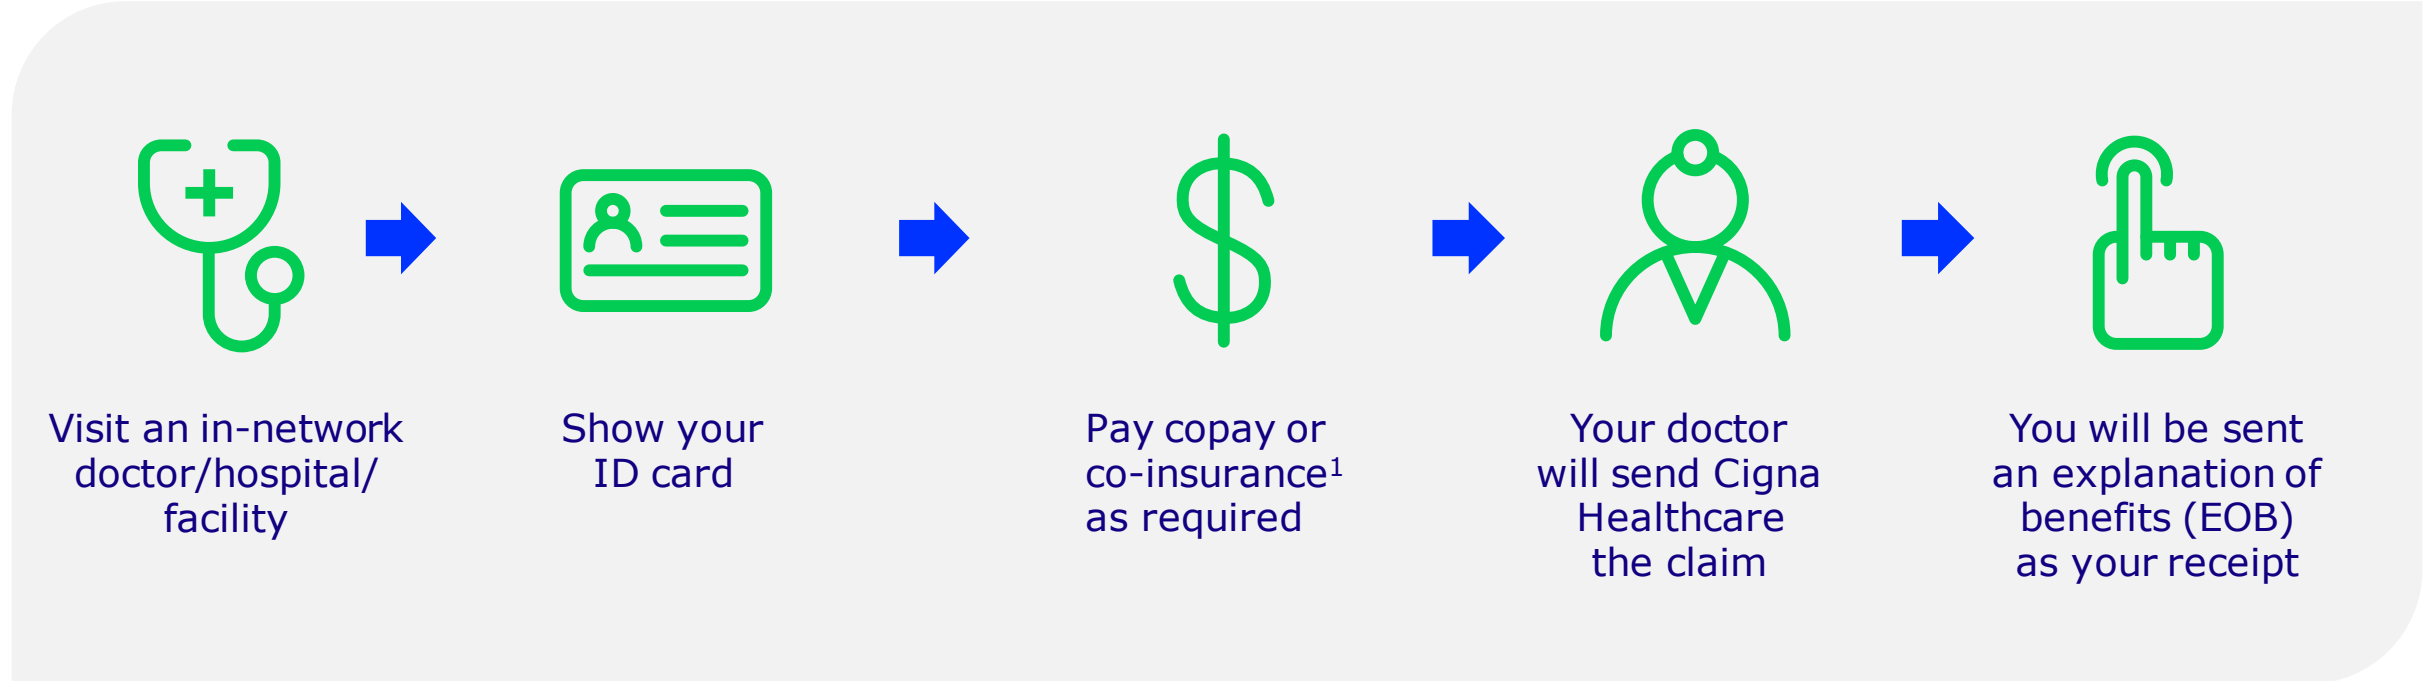 Visit an in-network
doctor/hospital/
facility
Show your
ID card
Pay copay or
co-insurance¹
as required
Your doctor
will send Cigna
Healthcare
the claim
You will be sent
an explanation of
benefits (EOB)
as your receipt